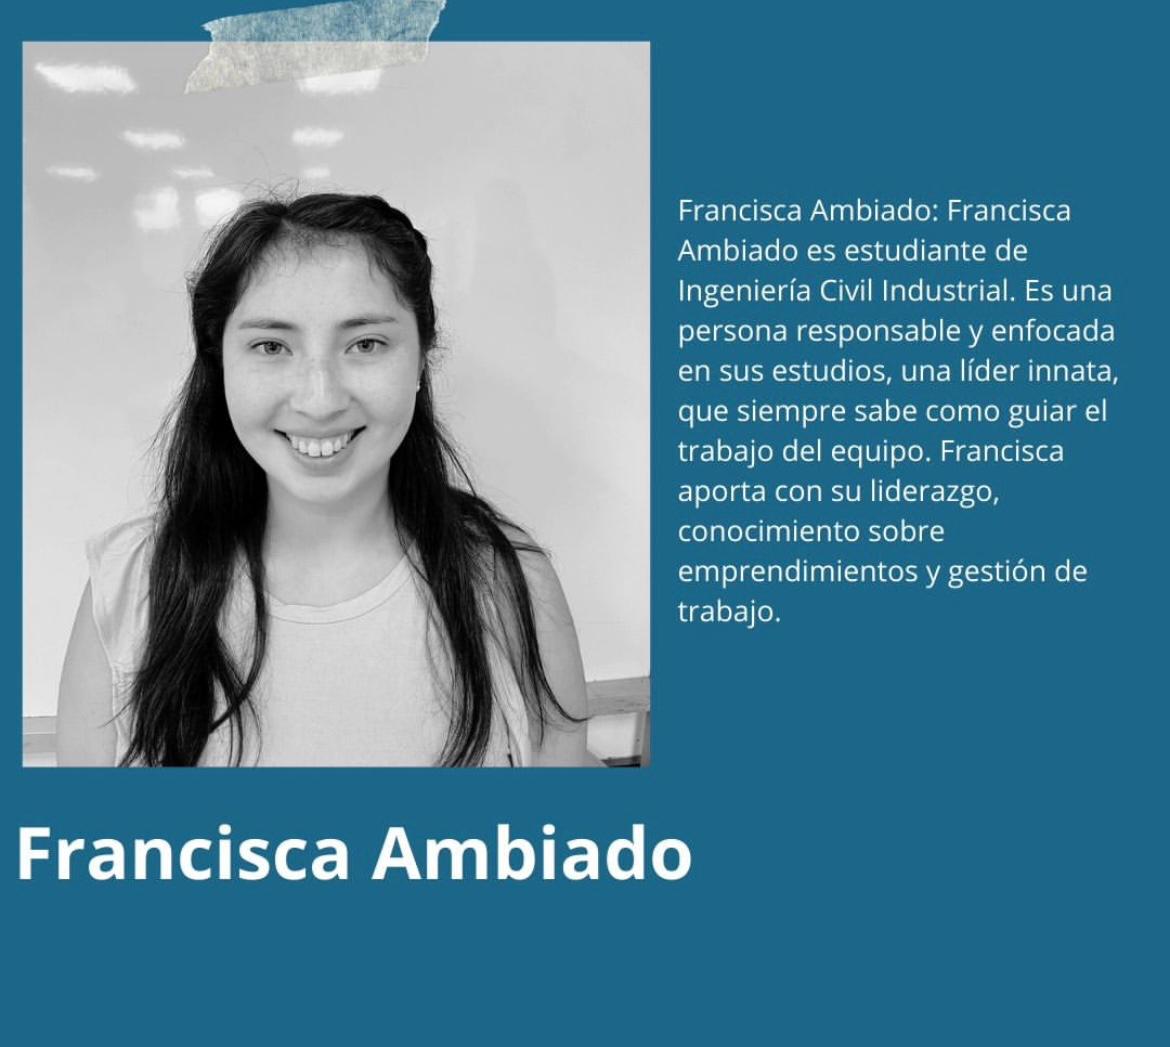 Francisca Ambiado: Francisca
Ambiado es estudiante de
Ingeniería Civil Industrial. Es una
persona responsable y enfocada
en sus estudios, una líder innata,
que siempre sabe como guiar el
trabajo del equipo. Francisca
aporta con su liderazgo,
conocimiento sobre
emprendimientos y gestión de
trabajo.
Francisca Ambiado